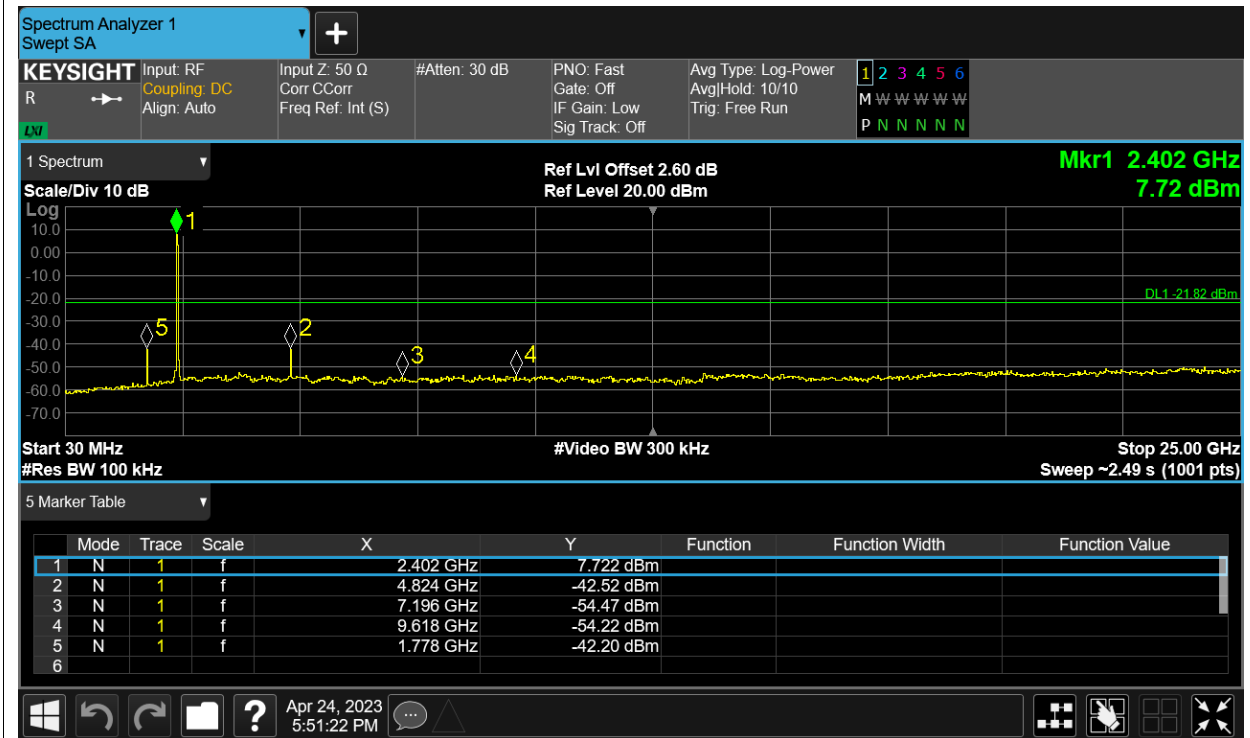 Spectrum Analyzer 1
Swept SA
KEYSIGHT
R
LXI
Input: RF
Coupling: DC
Align: Auto
Input Z: 50 Ω
Corr CCorr
Freq Ref: Int (S)
#Atten: 30 dB
PNO: Fast
Gate: Off
IF Gain: Low
Sig Track: Off
Avg Type: Log-Power
Avg|Hold: 10/10
Trig: Free Run
1 2 3 4 5 6
M W W W W W
P N N N N N
1 Spectrum
Scale/Div 10 dB
Ref Lvl Offset 2.60 dB
Ref Level 20.00 dBm
Mkr1 2.402 GHz
7.72 dBm
Log
10.0
0.00
-10.0
-20.0
-30.0
-40.0
-50.0
-60.0
-70.0
1
5
2
3
4
DL1 -21.82 dBm
Start 30 MHz
#Res BW 100 kHz
#Video BW 300 kHz
Stop 25.00 GHz
Sweep ~2.49 s (1001 pts)
5 Marker Table
Mode Trace Scale X Y Function Function Width Function Value
1 N 1 f 2.402 GHz 7.722 dBm
2 N 1 f 4.824 GHz -42.52 dBm
3 N 1 f 7.196 GHz -54.47 dBm
4 N 1 f 9.618 GHz -54.22 dBm
5 N 1 f 1.778 GHz -42.20 dBm
6
?
Apr 24, 2023
5:51:22 PM